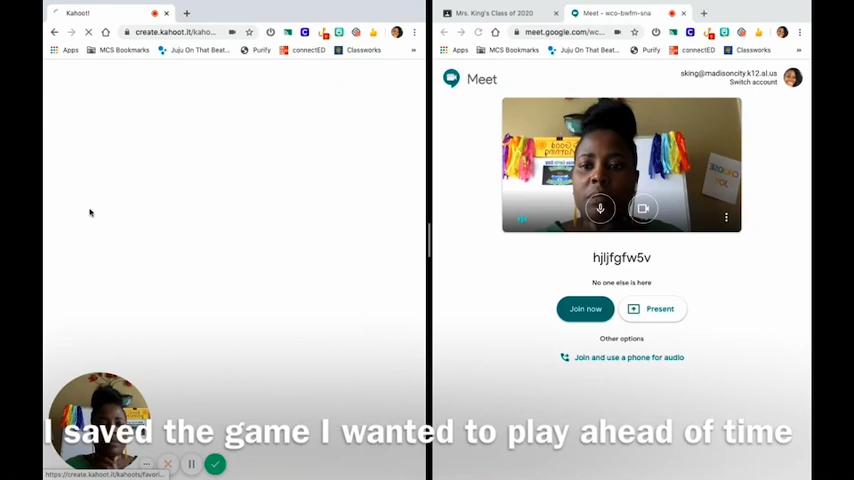 Kahoot!
create.kahoot.it/kaho...
Apps MCS Bookmarks Juju On That Beat... Purify connectED Classworks »
Mrs. King's Class of 2020
Meet - wco-bwfm-sna
meet.google.com/wc...
Apps MCS Bookmarks Juju On That Beat... Purify connectED Classworks »
Meet
sking@madisoncity.k12.al.us
Switch account
Good
Morning
CHOOSE
JOY
hjljfgfw5v
No one else is here
Join now
Present
Other options
Join and use a phone for audio
I saved the game I wanted to play ahead of time
https://create.kahoot.it/kahoots/favori...